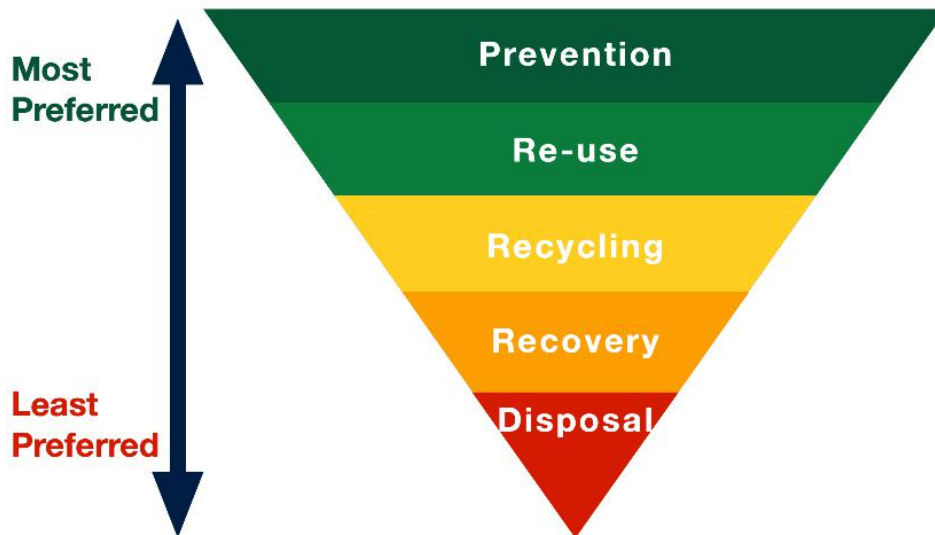 Most
Preferred
Prevention
Re-use
Recycling
Recovery
Least
Preferred
Disposal